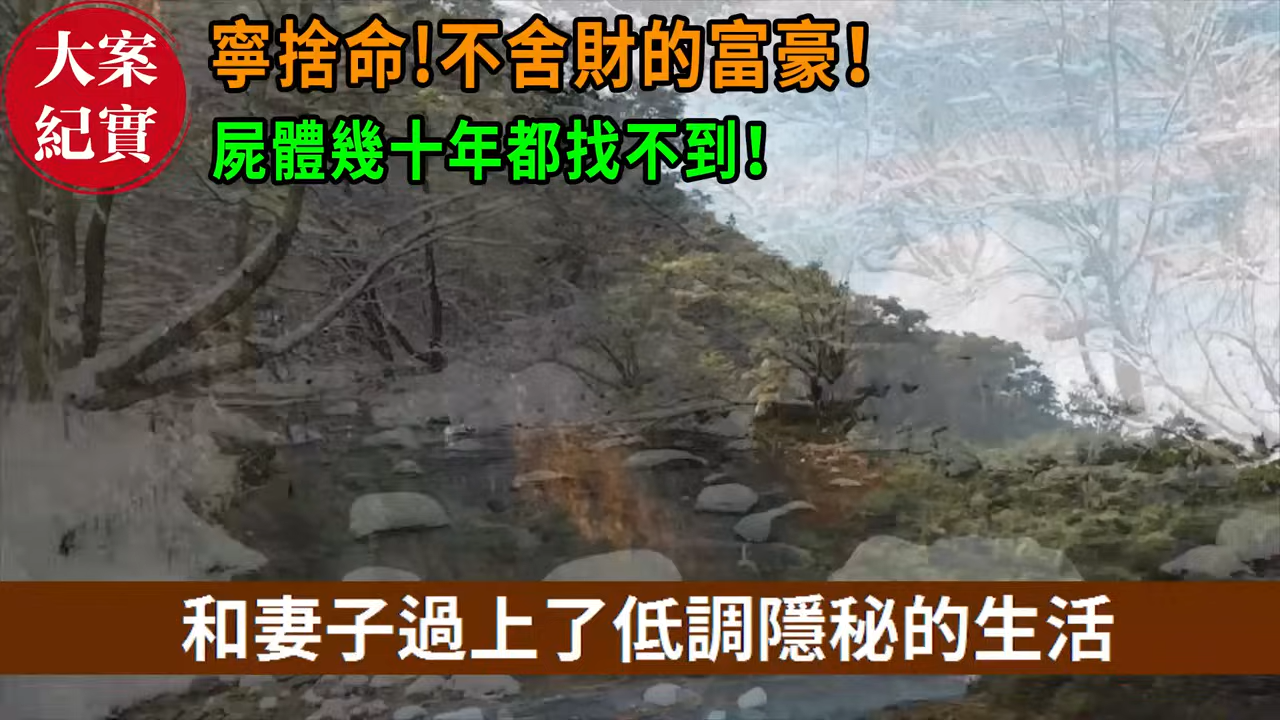 大案
紀實
寧捨命!不舍財的富豪!
屍體幾十年都找不到!
和妻子過上了低調隱秘的生活